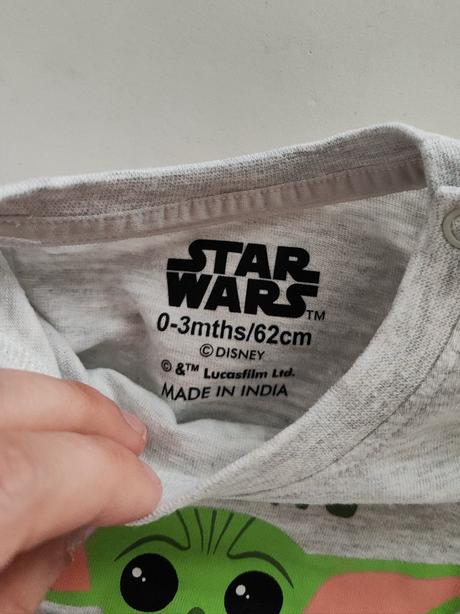 STAR
WARS™
0-3mths/62cm
©DISNEY
© &™ Lucasfilm Ltd.
MADE IN INDIA